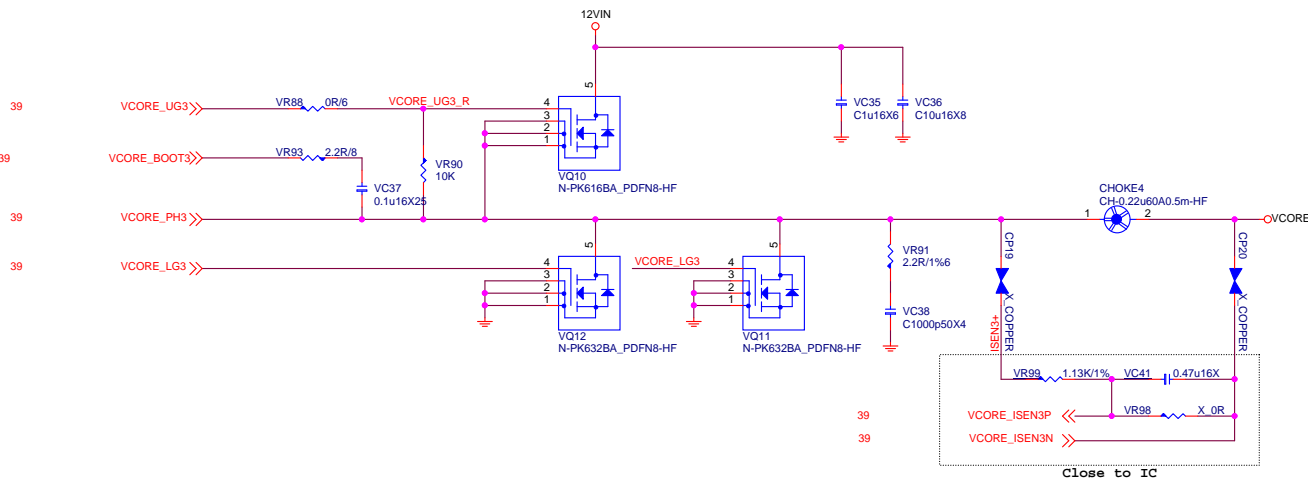 12VIN
5
39 VCORE_UG3 VR88 0R/6 VCORE_UG3_R 4
3
2
1
VC35
C1u16X6
VC36
C10u16X8
39 VCORE_BOOT3 VR93 2.2R/8
VR90
10K
VC37
0.1u16X25
VQ10
N-PK616BA_PDFN8-HF
CHOKE4
CH-0.22u60A0.5m-HF
39 VCORE_PH3 1 2 VCORE
5 5
39 VCORE_LG3 4 VCORE_LG3 4
3 3
2 2
1 1
VR91
2.2R/1%6
CP19
CP20
VC38
C1000p50X4
X_COPPER
X_COPPER
VQ12
N-PK632BA_PDFN8-HF
VQ11
N-PK632BA_PDFN8-HF
ISEN3+
VR99 1.13K/1% VC41 0.47u16X
39 VCORE_ISEN3P VR98 X_0R
39 VCORE_ISEN3N
Close to IC